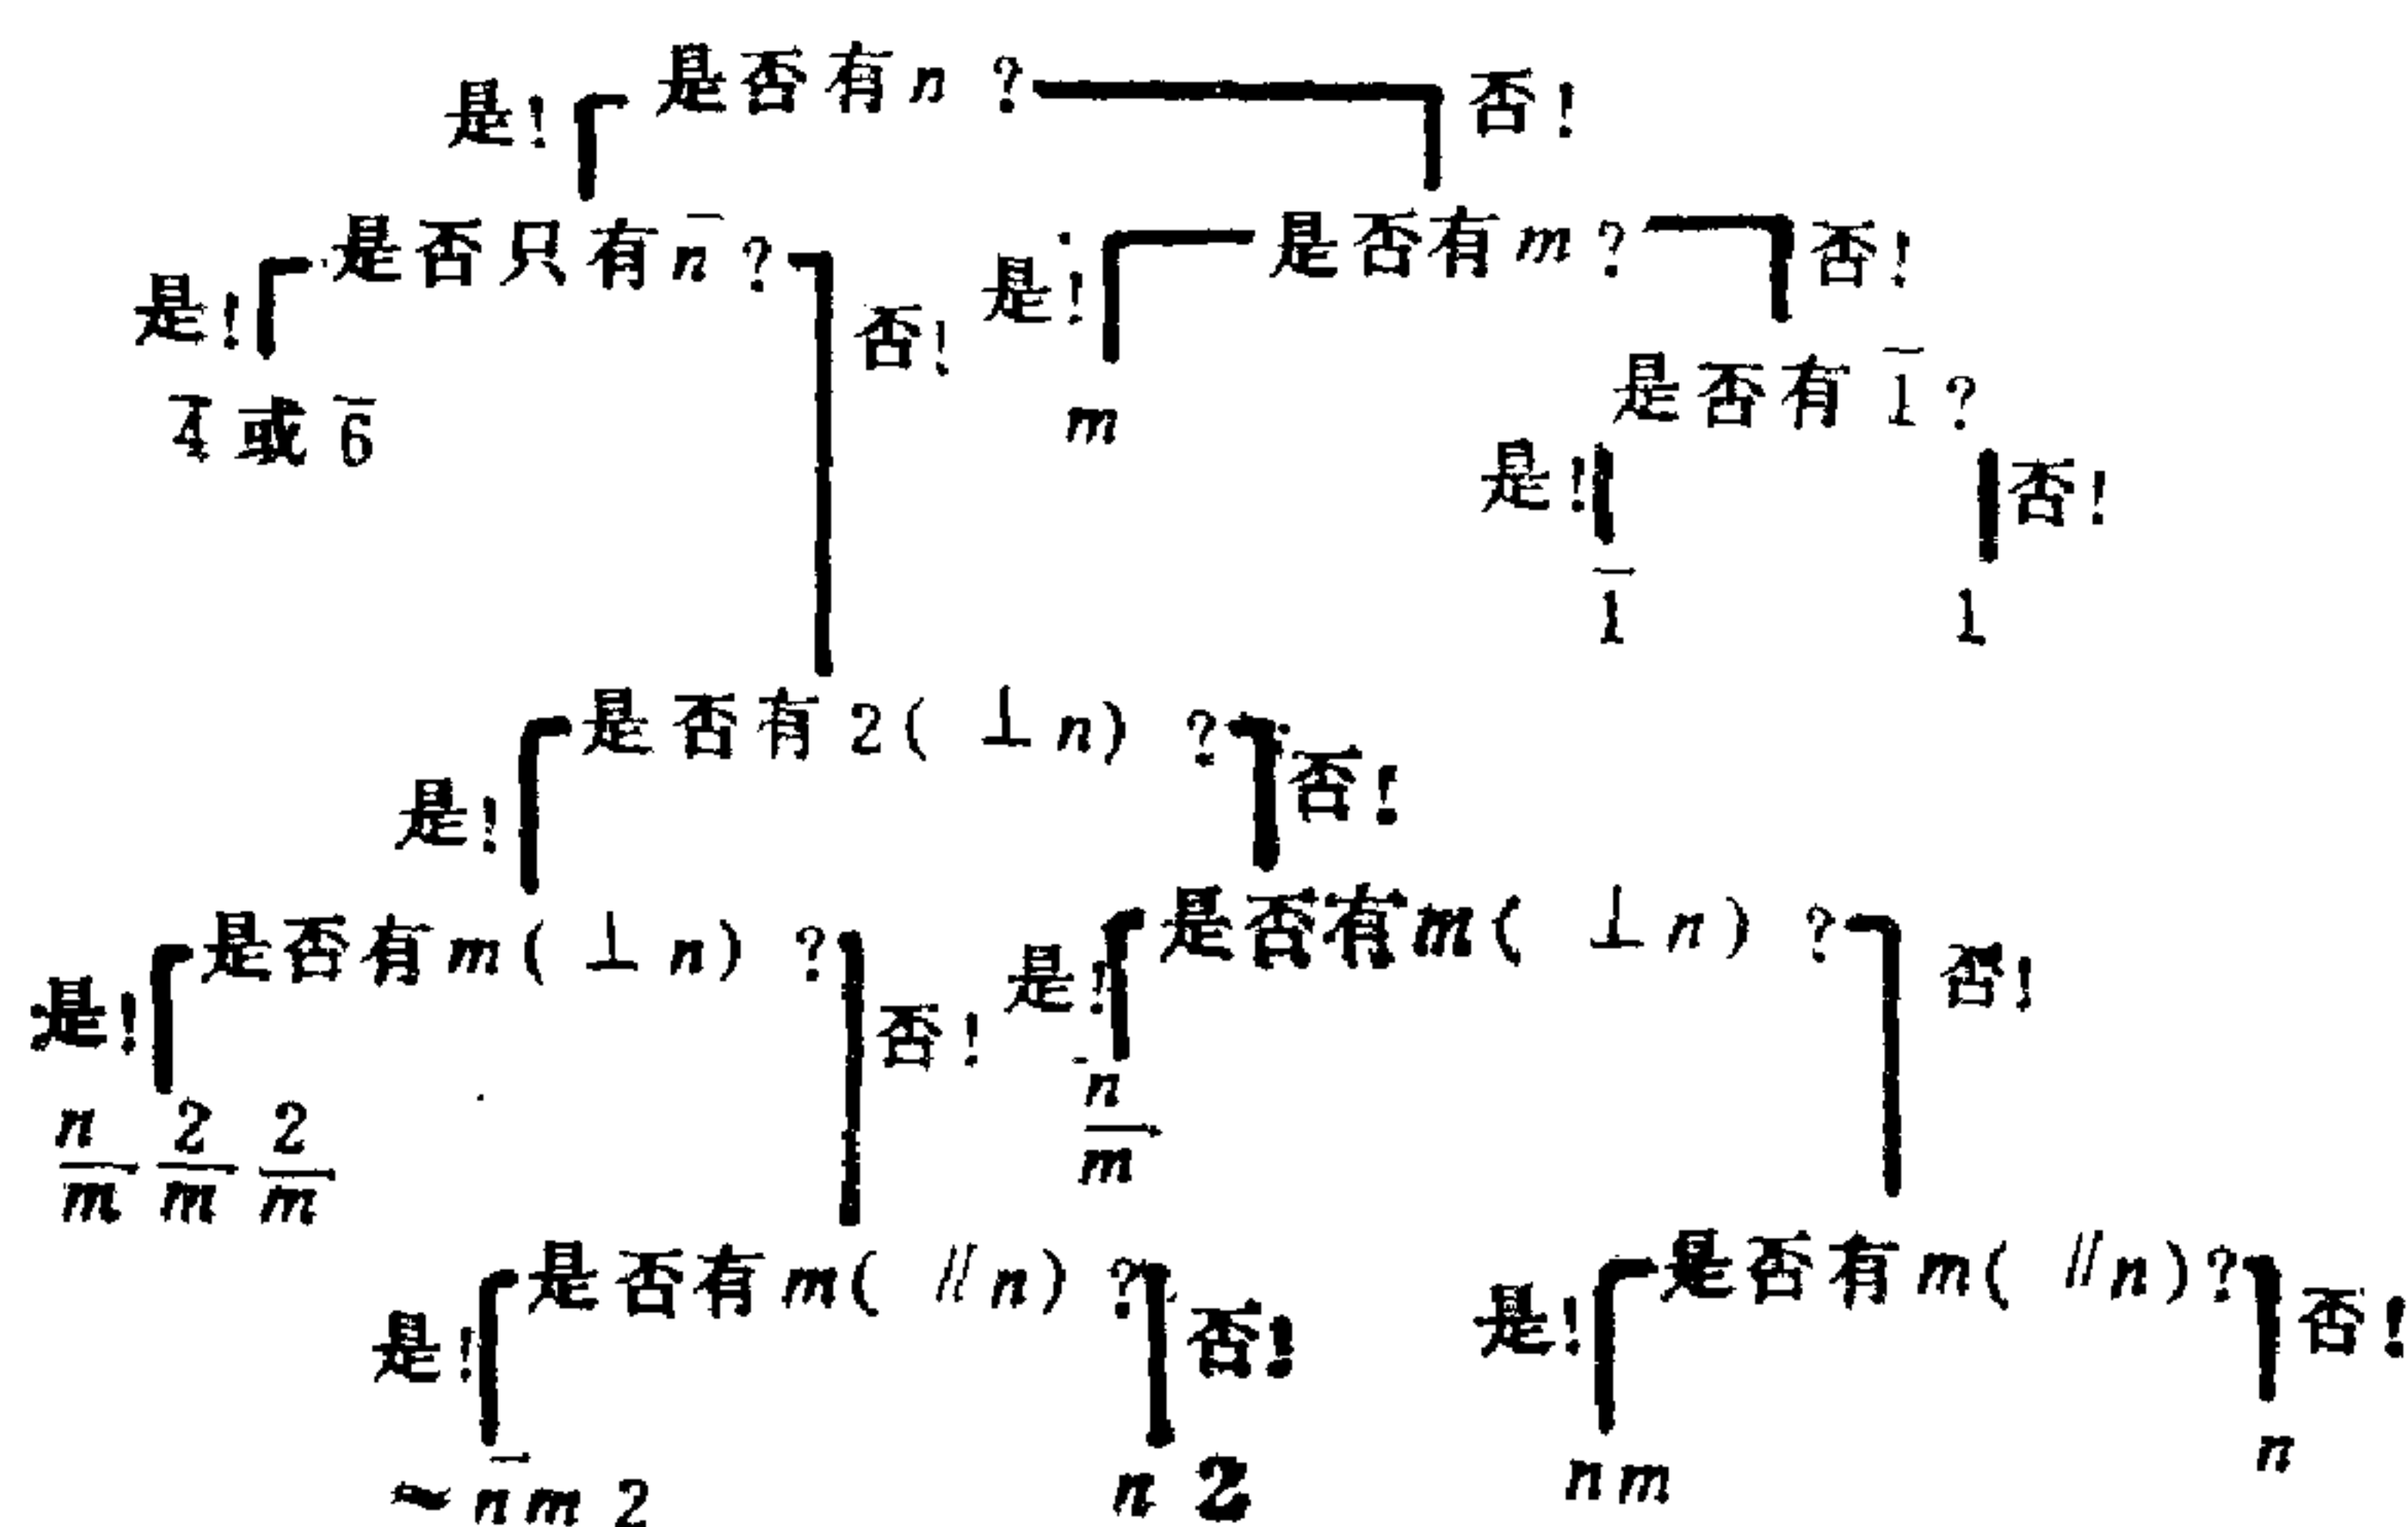 是! 是否有n? 否!
是! 是否只有n̄? 否! 是! 是否有m? 否!
4̄或6̄ m 是否有1̄?
是! 否!
1̄ 1
是! 是否有2(⊥n)? 否!
是! 是否有m(⊥n)? 否! 是! 是否有m(⊥n)? 否!
n/m 2/m 2/m n/m
是! 是否有m(∥n)? 否! 是! 是否有m(∥n)? 否!
~n̄m2 n2 nm n